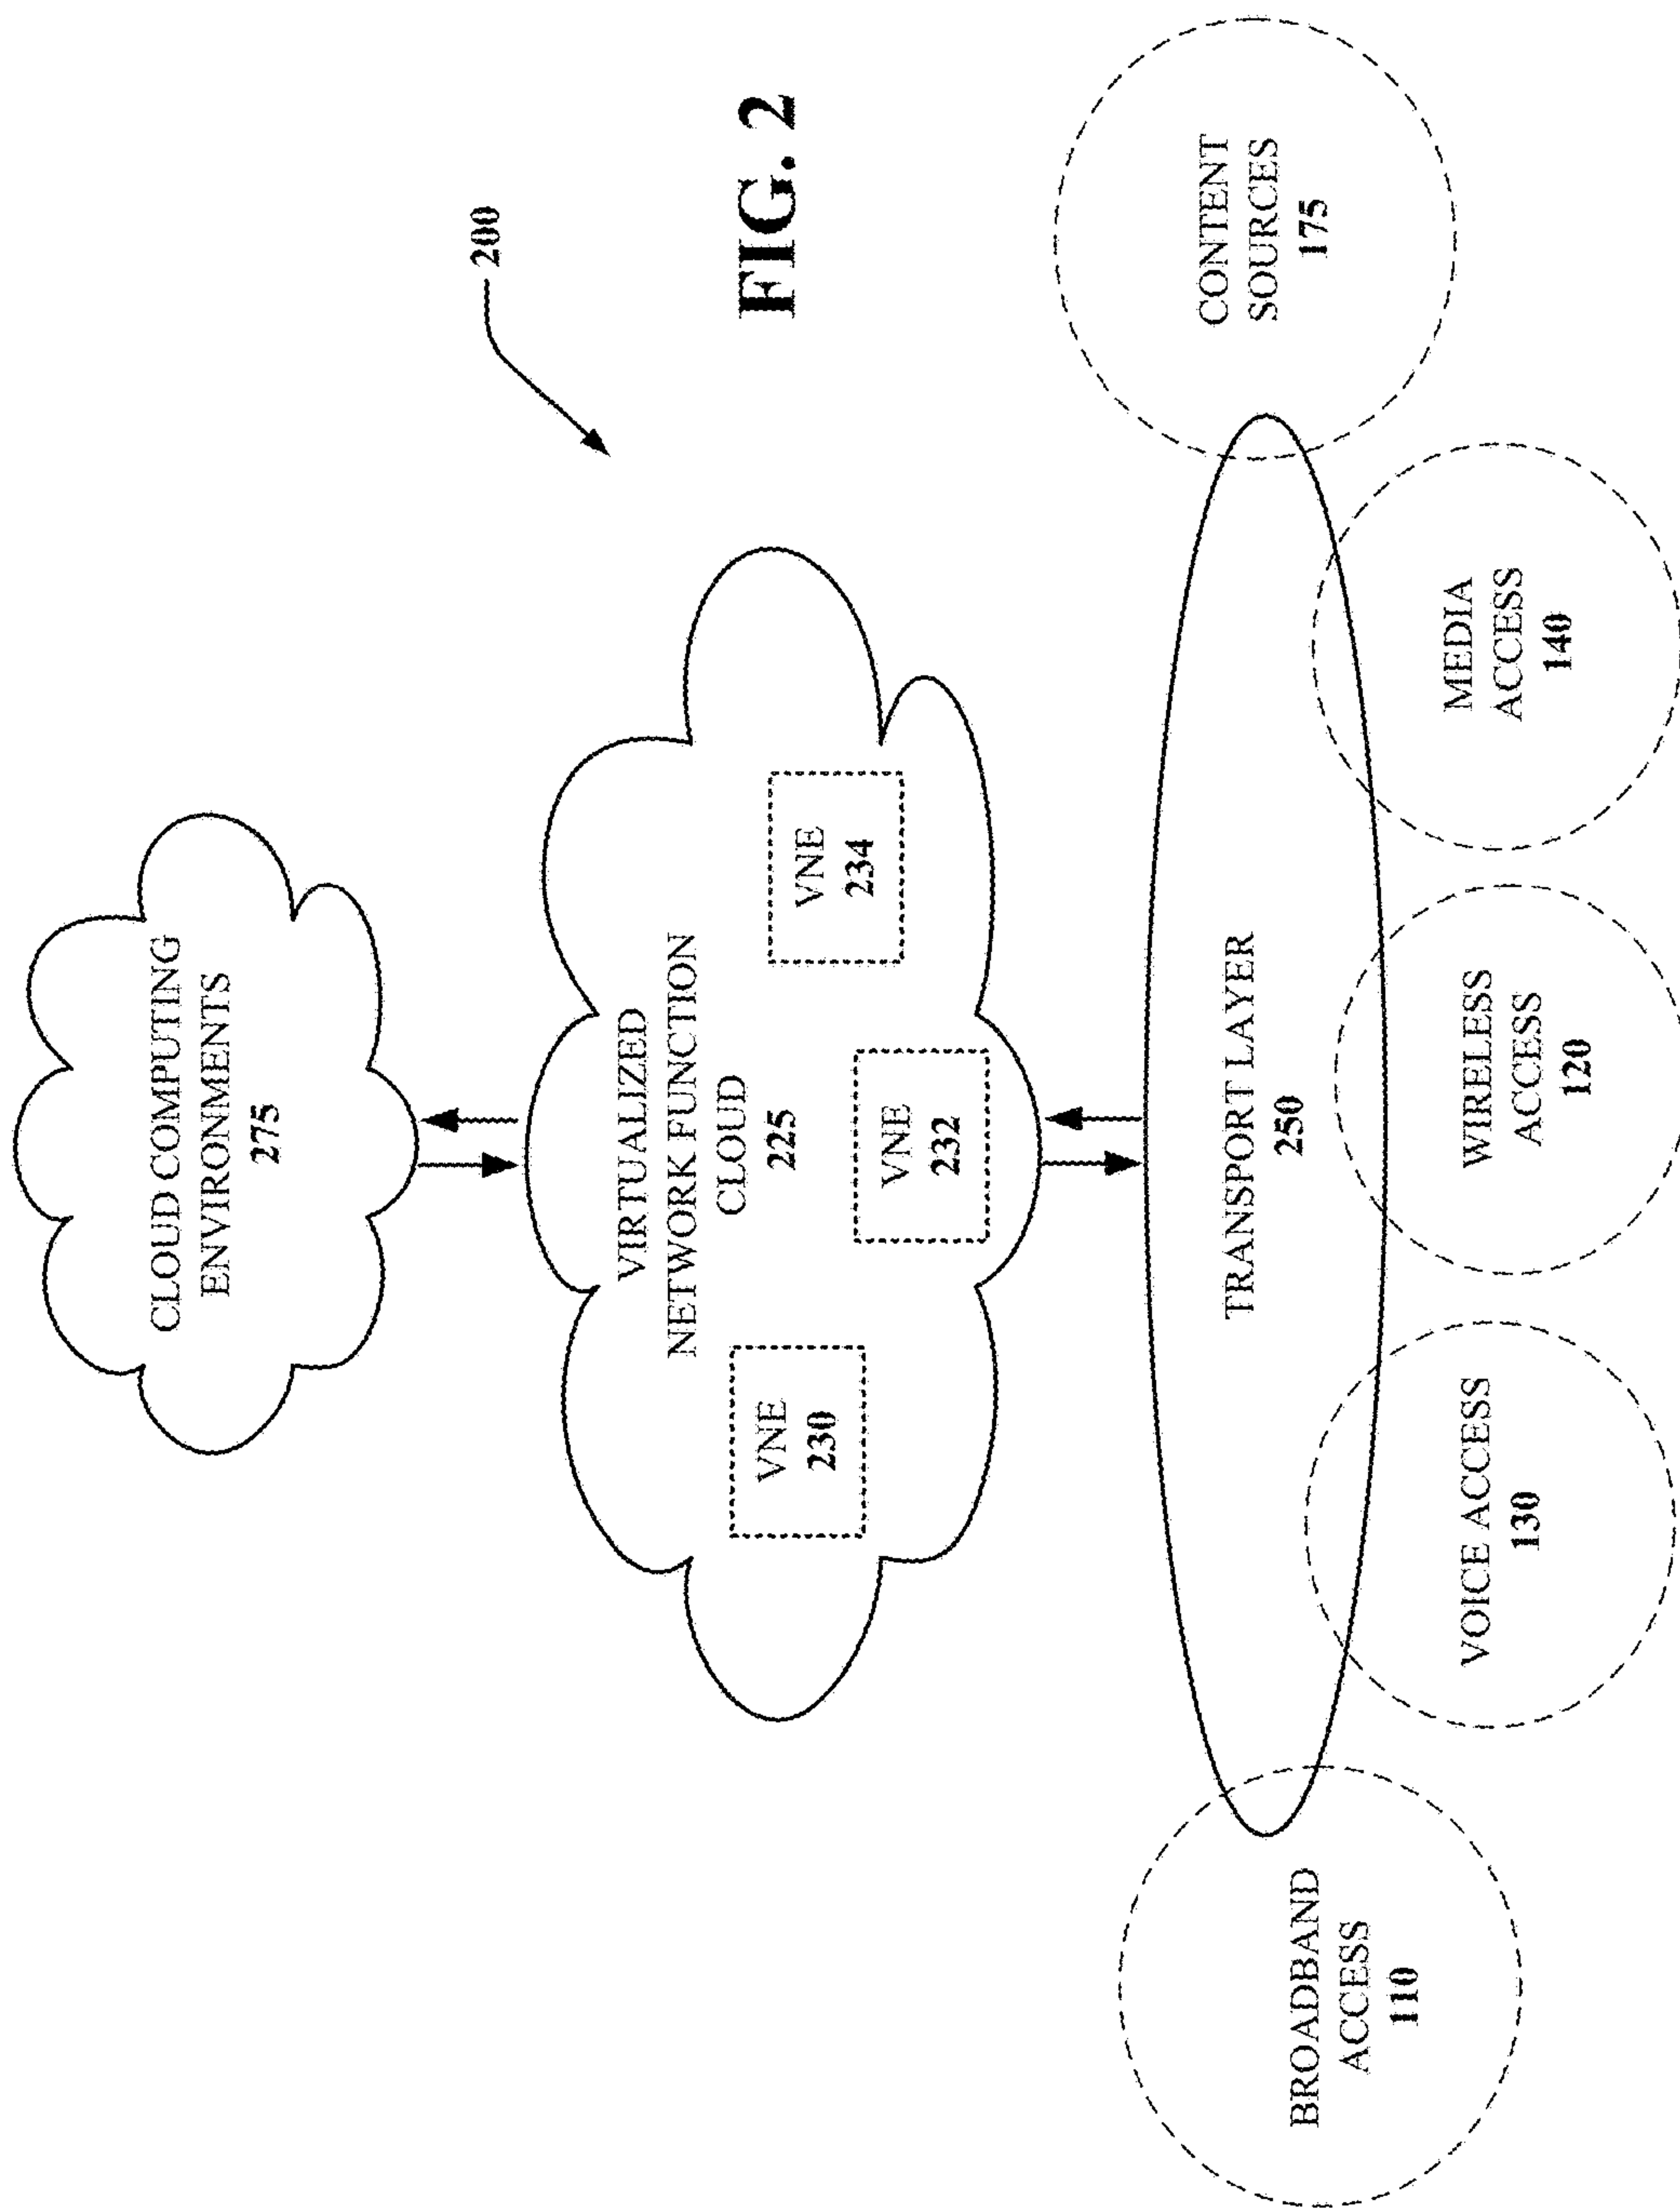 CLOUD COMPUTING
ENVIRONMENTS
275
200
VIRTUALIZED
NETWORK FUNCTION
CLOUD
225
VNE
230
VNE
232
VNE
234
FIG. 2
TRANSPORT LAYER
250
BROADBAND
ACCESS
110
VOICE ACCESS
130
WIRELESS
ACCESS
120
MEDIA
ACCESS
140
CONTENT
SOURCES
175